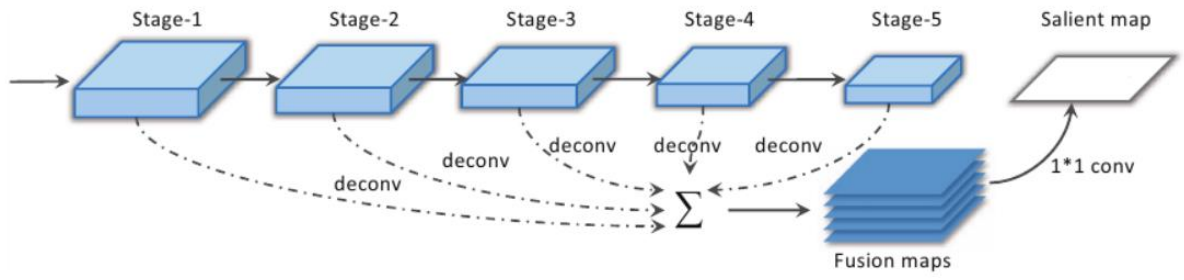 Stage-1
Stage-2
Stage-3
Stage-4
Stage-5
Salient map
deconv
deconv
deconv
deconv
deconv
1*1 conv
Σ
Fusion maps